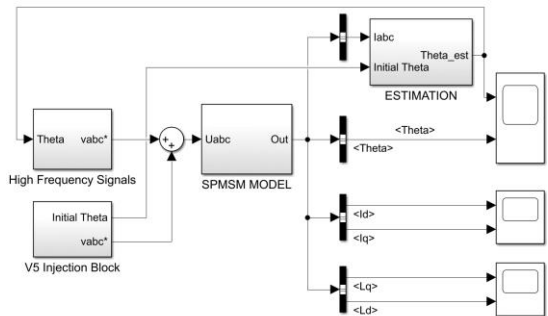 Iabc
Theta_est
Initial Theta
ESTIMATION
Theta
vabc*
Uabc
Out
<Theta>
<Theta>
High Frequency Signals
SPMSM MODEL
Initial Theta
vabc*
<Id>
<Iq>
V5 Injection Block
<Lq>
<Ld>